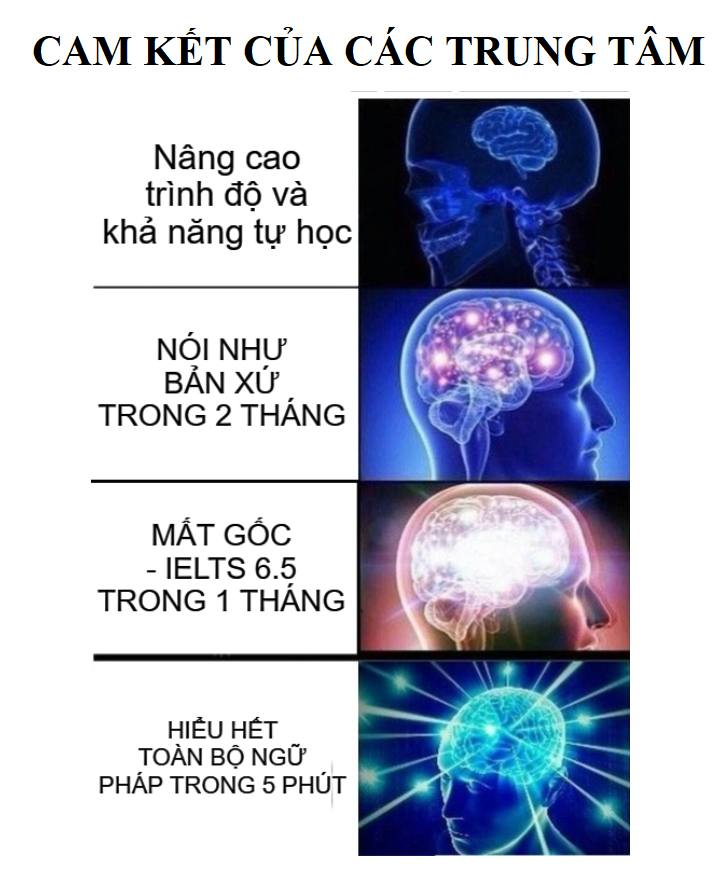 CAM KẾT CỦA CÁC TRUNG TÂM
Nâng cao
trình độ và
khả năng tự học
NÓI NHƯ
BẢN XỨ
TRONG 2 THÁNG
MẤT GỐC
- IELTS 6.5
TRONG 1 THÁNG
HIỂU HẾT
TOÀN BỘ NGỮ
PHÁP TRONG 5 PHÚT